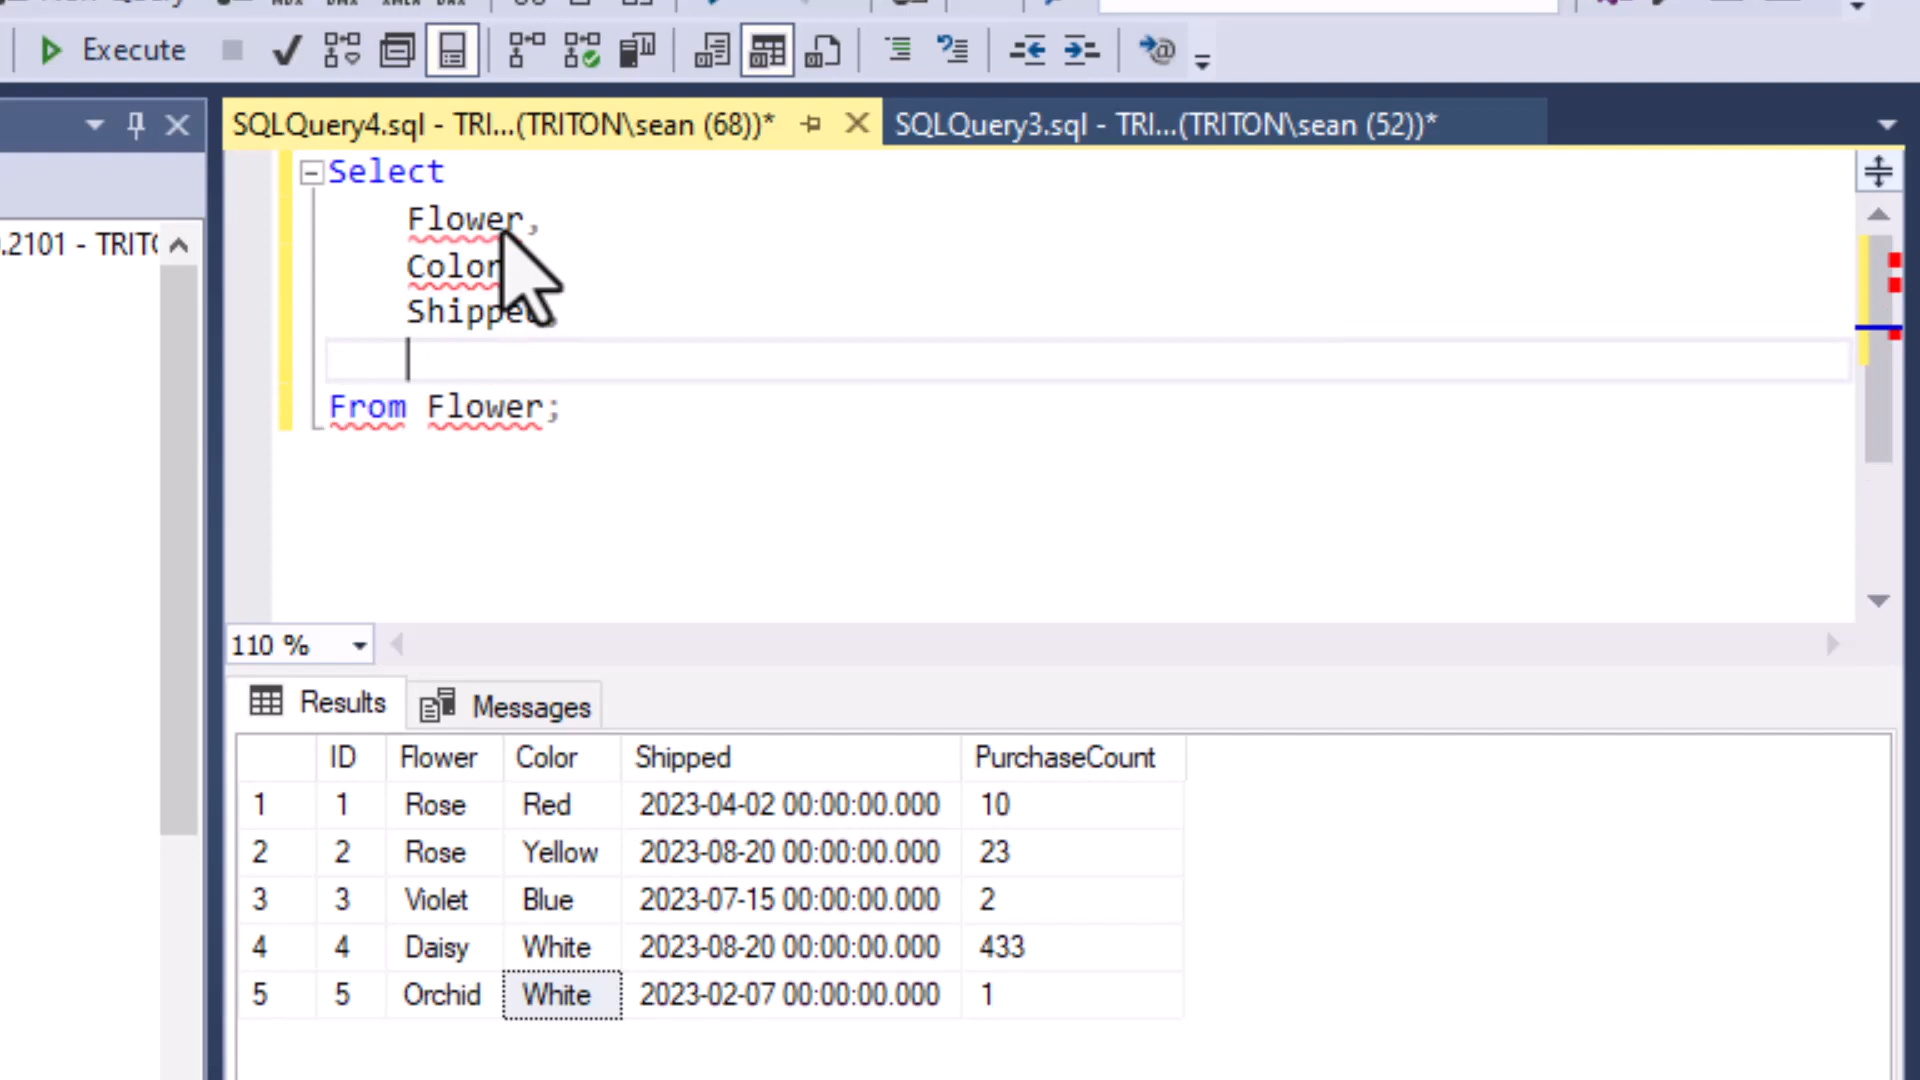 Execute
SQLQuery4.sql - TRI...(TRITON\sean (68))*
SQLQuery3.sql - TRI...(TRITON\sean (52))*
.2101 - TRIT
Select
Flower,
Color
Shipped
From Flower;
110 %
Results
Messages
ID Flower Color Shipped PurchaseCount
1 1 Rose Red 2023-04-02 00:00:00.000 10
2 2 Rose Yellow 2023-08-20 00:00:00.000 23
3 3 Violet Blue 2023-07-15 00:00:00.000 2
4 4 Daisy White 2023-08-20 00:00:00.000 433
5 5 Orchid White 2023-02-07 00:00:00.000 1